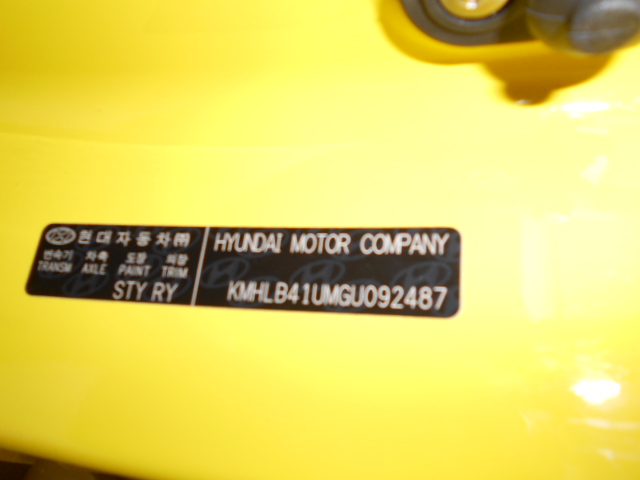 현대자동차㈜
변속기 차축 도장 의장
TRANSM AXLE PAINT TRIM
STY RY
HYUNDAI MOTOR COMPANY
KMHLB41UMGU092487